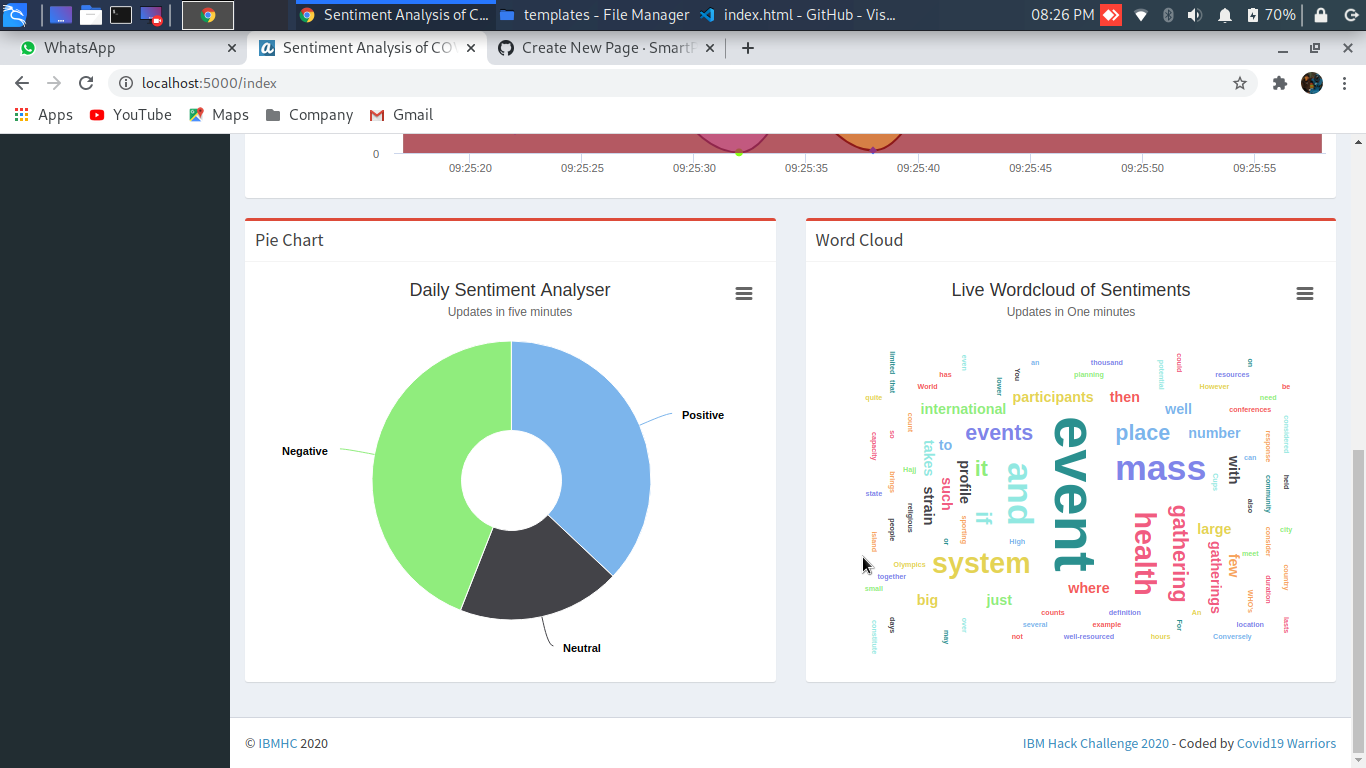 Sentiment Analysis of C...
templates - File Manager
index.html - GitHub - Vis...
08:26 PM
70%
WhatsApp
Sentiment Analysis of COV
Create New Page · SmartP
localhost:5000/index
Apps
YouTube
Maps
Company
Gmail
0
09:25:20
09:25:25
09:25:30
09:25:35
09:25:40
09:25:45
09:25:50
09:25:55
Pie Chart
Daily Sentiment Analyser
Updates in five minutes
Positive
Negative
Neutral
Word Cloud
Live Wordcloud of Sentiments
Updates in One minutes
limited
that
even
an
thousand
could
on
has
You
planning
potential
resources
World
lower
However
be
quite
participants
then
need
international
well
conferences
count
considered
capacity
so
events
event
place
number
response
to
takes
it
mass
with
can
Hajj
profile
and
Cups
community
held
brings
such
state
strain
if
also
religious
health
gathering
people
sporting
large
city
island
or
High
gatherings
consider
few
meet
Olympics
system
together
country
small
where
duration
big
just
WHO's
counts
definition
An
constitute
days
over
several
example
For
location
lasts
may
not
well-resourced
hours
Conversely
© IBMHC 2020
IBM Hack Challenge 2020 - Coded by Covid19 Warriors